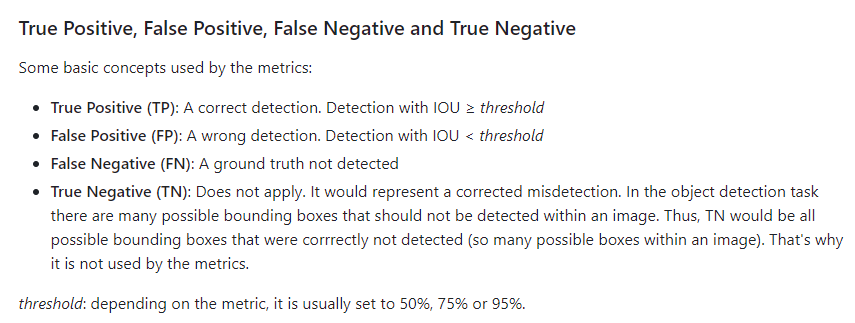 True Positive, False Positive, False Negative and True Negative
Some basic concepts used by the metrics:
• True Positive (TP): A correct detection. Detection with IOU ≥ threshold
• False Positive (FP): A wrong detection. Detection with IOU < threshold
• False Negative (FN): A ground truth not detected
• True Negative (TN): Does not apply. It would represent a corrected misdetection. In the object detection task
there are many possible bounding boxes that should not be detected within an image. Thus, TN would be all
possible bounding boxes that were corrrectly not detected (so many possible boxes within an image). That's why
it is not used by the metrics.
threshold: depending on the metric, it is usually set to 50%, 75% or 95%.